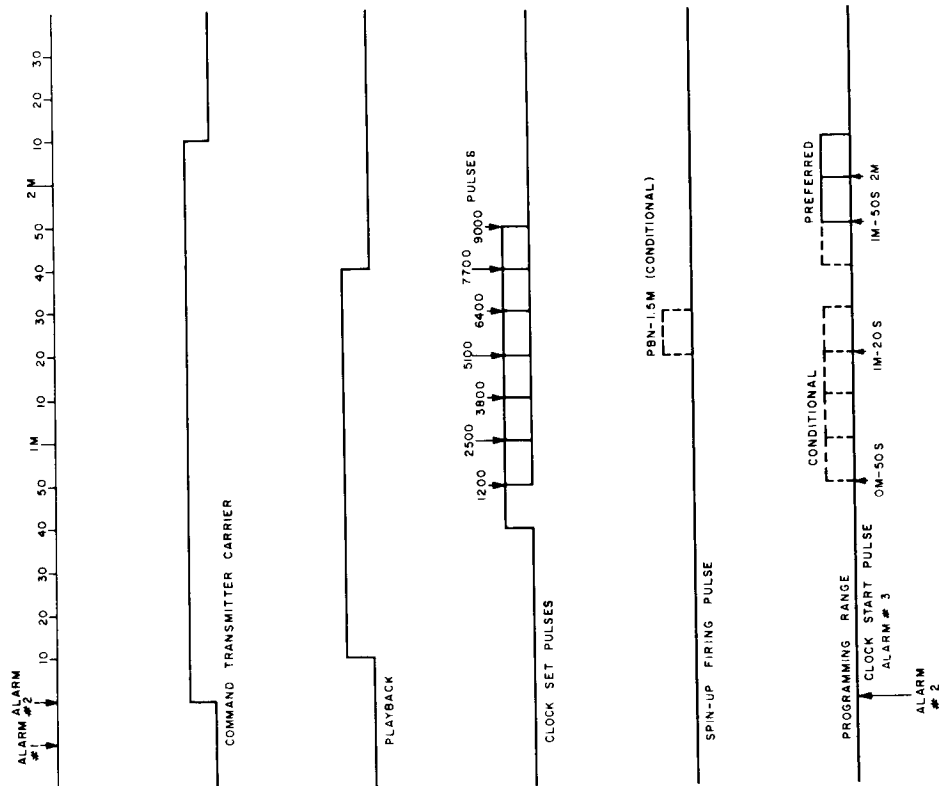 ALARM #1
ALARM #2
10 20 30 40 50 1M 10 20 30 40 50 2M 10 20 30
COMMAND TRANSMITTER CARRIER
PLAYBACK
CLOCK SET PULSES
1200 2500 3800 5100 6400 7700 9000 PULSES
SPIN-UP FIRING PULSE
PBN-1.5M (CONDITIONAL)
PROGRAMMING RANGE
CLOCK START PULSE
ALARM # 3
ALARM # 2
CONDITIONAL
0M-50S
1M-20S
PREFERRED
1M-50S
2M